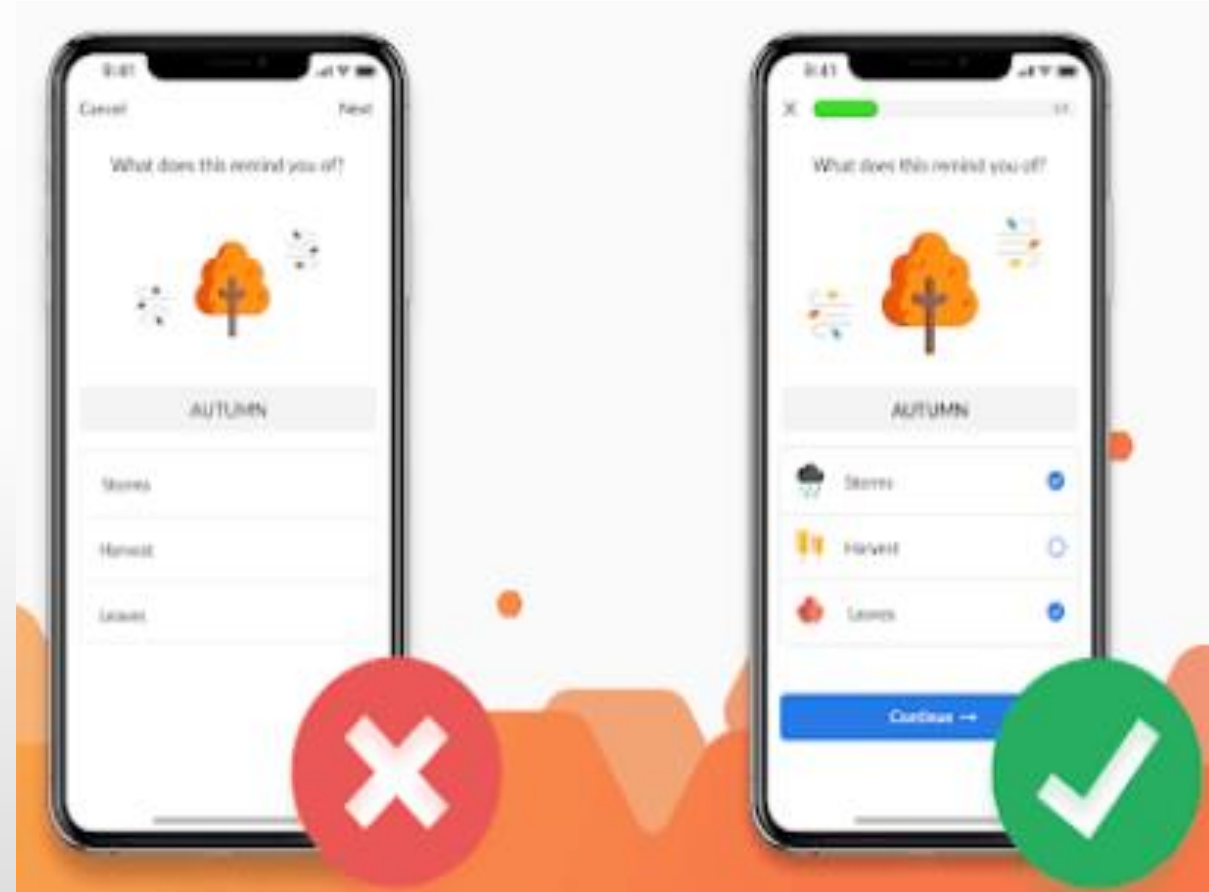 9:41
Cancel
Next
What does this remind you of?
AUTUMN
Storms
Harvest
Leaves
9:41
What does this remind you of?
AUTUMN
Storms
Harvest
Leaves
Continue →